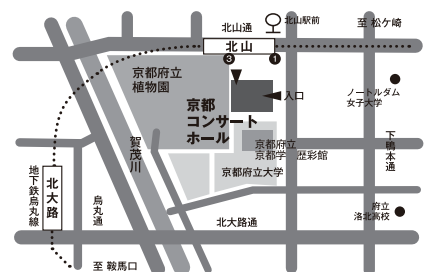 北山通
北山駅前
至 松ケ崎
北山
3
1
京都府立
植物園
入口
ノートルダム
女子大学
京都
コンサート
ホール
賀茂川
京都府立
京都学・歴彩館
下鴨本通
京都府立大学
地下鉄烏丸線
北大路
烏丸通
府立
洛北高校
北大路通
至 鞍馬口